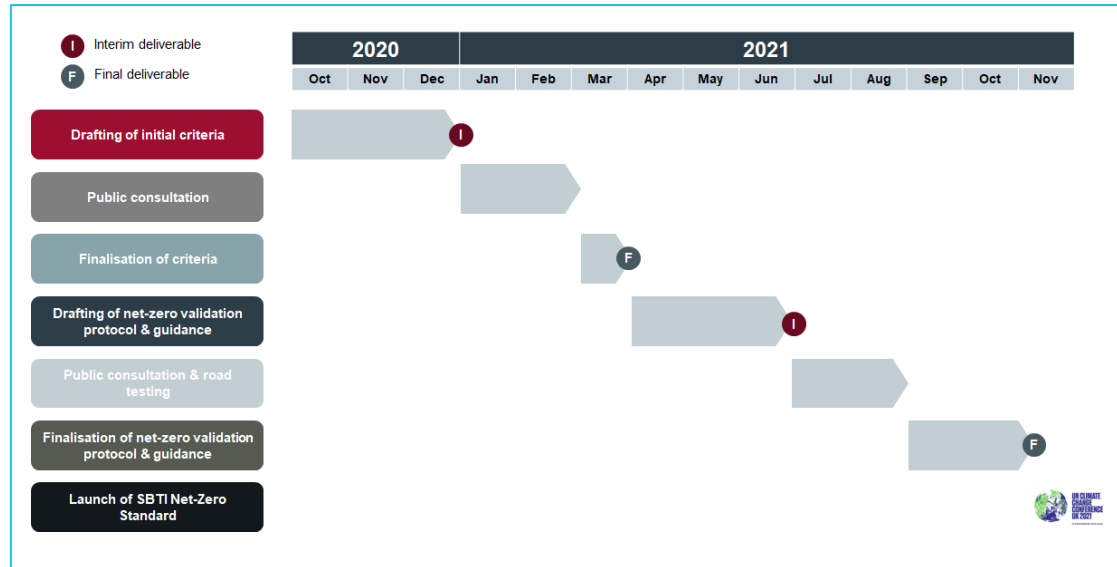 I Interim deliverable
F Final deliverable
2020 2021
Oct Nov Dec Jan Feb Mar Apr May Jun Jul Aug Sep Oct Nov
Drafting of initial criteria
I
Public consultation
Finalisation of criteria
F
Drafting of net-zero validation
protocol & guidance
I
Public consultation & road
testing
Finalisation of net-zero validation
protocol & guidance
F
Launch of SBTI Net-Zero
Standard
UN CLIMATE
CHANGE
CONFERENCE
UK 2021